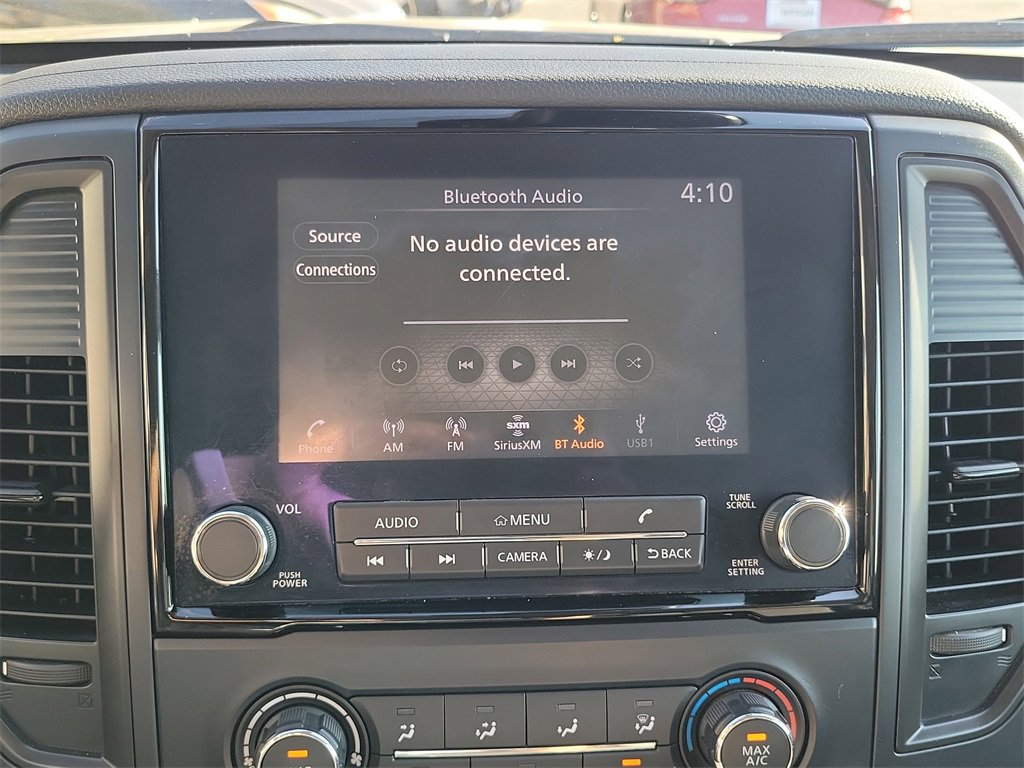 Bluetooth Audio
4:10
Source
No audio devices are
connected.
Connections
Phone
AM
FM
sxm
SiriusXM
BT Audio
USB1
Settings
VOL
PUSH
POWER
AUDIO
MENU
CAMERA
BACK
TUNE
SCROLL
ENTER
SETTING
MAX
A/C